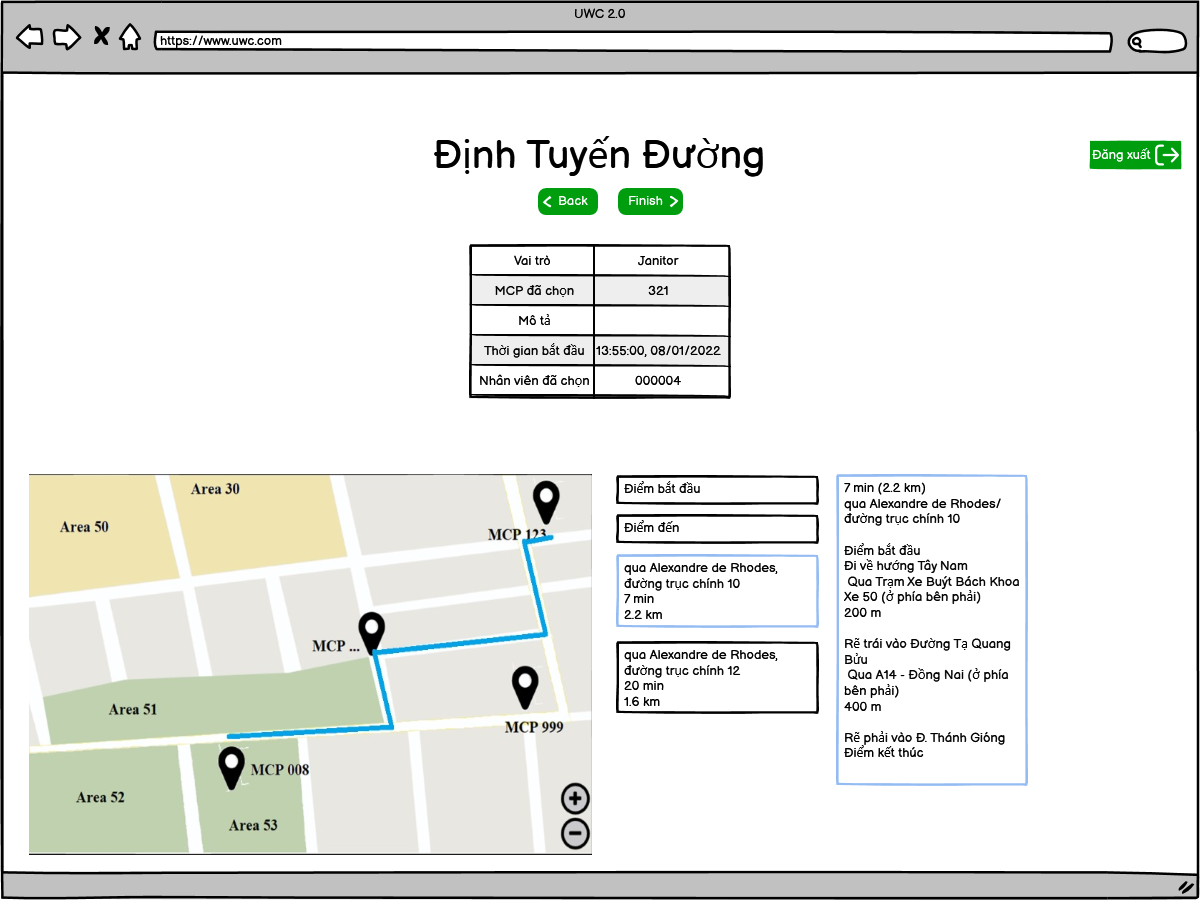 UWC 2.0
https://www.uwc.com
Định Tuyến Đường
Đăng xuất
Back
Finish
Vai trò
Janitor
MCP đã chọn
321
Mô tả
Thời gian bắt đầu
13:55:00, 08/01/2022
Nhân viên đã chọn
000004
Area 30
Area 50
MCP 123
MCP ...
Area 51
MCP 999
MCP 008
Area 52
Area 53
Điểm bắt đầu
Điểm đến
qua Alexandre de Rhodes,
đường trục chính 10
7 min
2.2 km
qua Alexandre de Rhodes,
đường trục chính 12
20 min
1.6 km
7 min (2.2 km)
qua Alexandre de Rhodes/
đường trục chính 10
Điểm bắt đầu
Đi về hướng Tây Nam
Qua Trạm Xe Buýt Bách Khoa
Xe 50 (ở phía bên phải)
200 m
Rẽ trái vào Đường Tạ Quang
Bửu
Qua A14 - Đồng Nai (ở phía
bên phải)
400 m
Rẽ phải vào Đ. Thánh Gióng
Điểm kết thúc